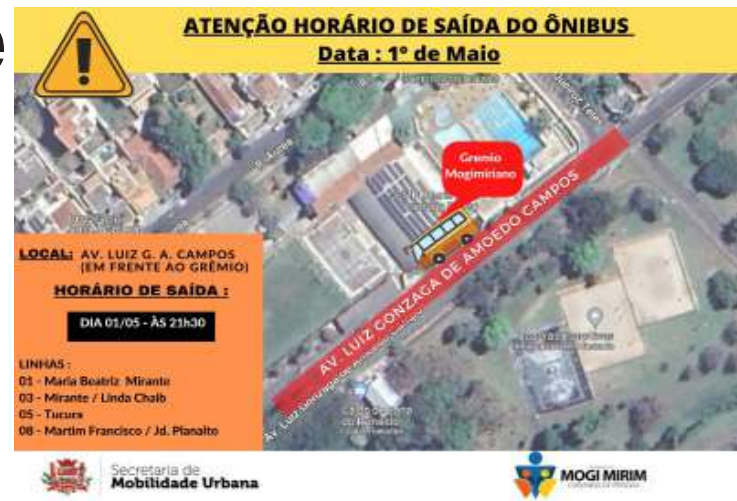 e
ATENÇÃO HORÁRIO DE SAÍDA DO ÔNIBUS
Data : 1º de Maio
Gremio
Mogimiriano
AV. LUIZ GONZAGA DE AMOEDO CAMPOS
LOCAL: AV. LUIZ G. A. CAMPOS
(EM FRENTE AO GRÊMIO)
HORÁRIO DE SAÍDA :
DIA 01/05 - ÀS 21h30
LINHAS :
01 - Maria Beatriz Mirante
03 - Mirante / Linda Chaib
05 - Tucura
08 - Martim Francisco / Jd. Planalto
Secretaria de
Mobilidade Urbana
MOGI MIRIM